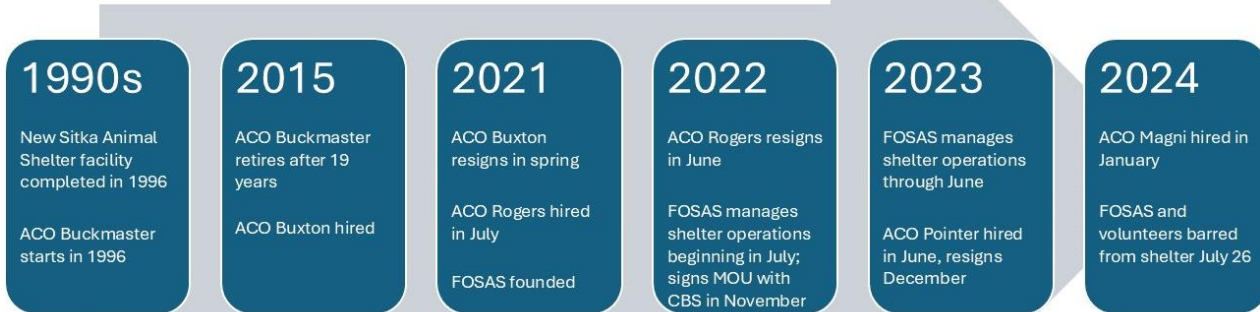 1990s
New Sitka Animal
Shelter facility
completed in 1996
ACO Buckmaster
starts in 1996
2015
ACO Buckmaster
retires after 19
years
ACO Buxton hired
2021
ACO Buxton
resigns in spring
ACO Rogers hired
in July
FOSAS founded
2022
ACO Rogers resigns
in June
FOSAS manages
shelter operations
beginning in July;
signs MOU with
CBS in November
2023
FOSAS manages
shelter operations
through June
ACO Pointer hired
in June, resigns
December
2024
ACO Magni hired in
January
FOSAS and
volunteers barred
from shelter July 26